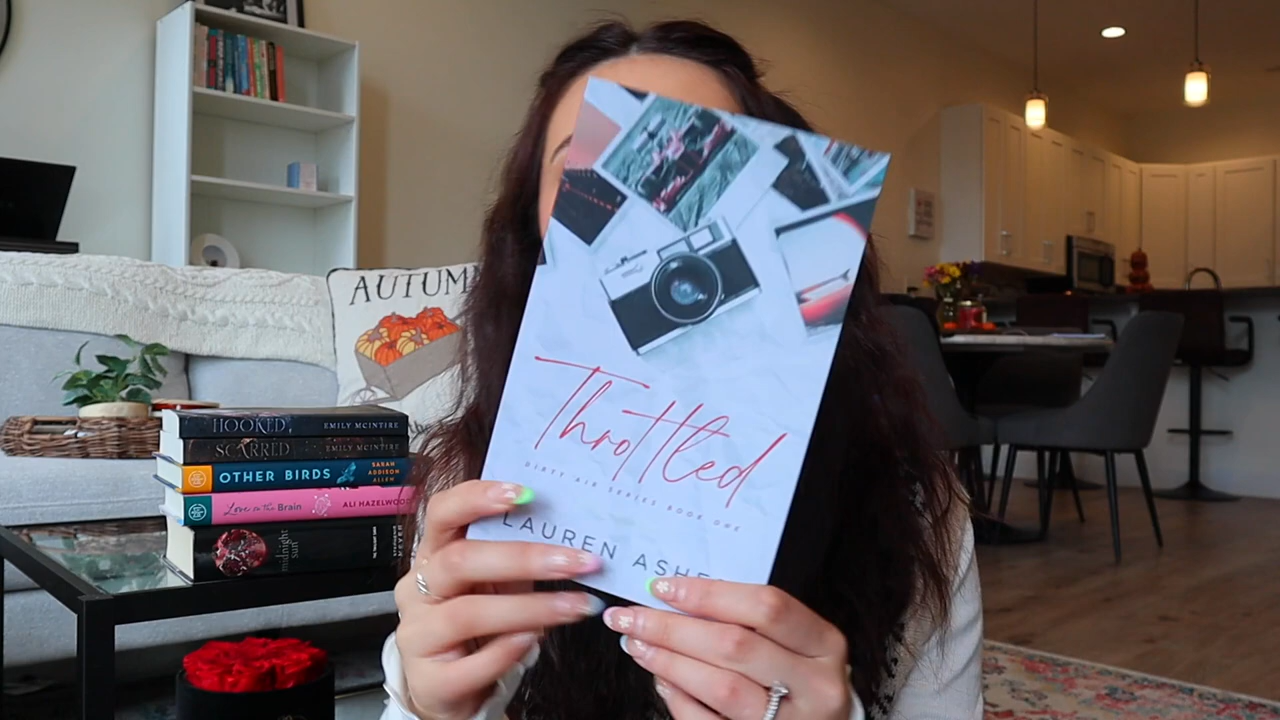 AUTUM
HOOKED EMILY MCINTIRE
SCARRED EMILY MCINTIRE
OTHER BIRDS SARAH ADDISON ALLEN
Love on the Brain ALI HAZELWOOD
midnight sun
Throttled
DIRTY AIR SERIES BOOK ONE
LAUREN ASHE